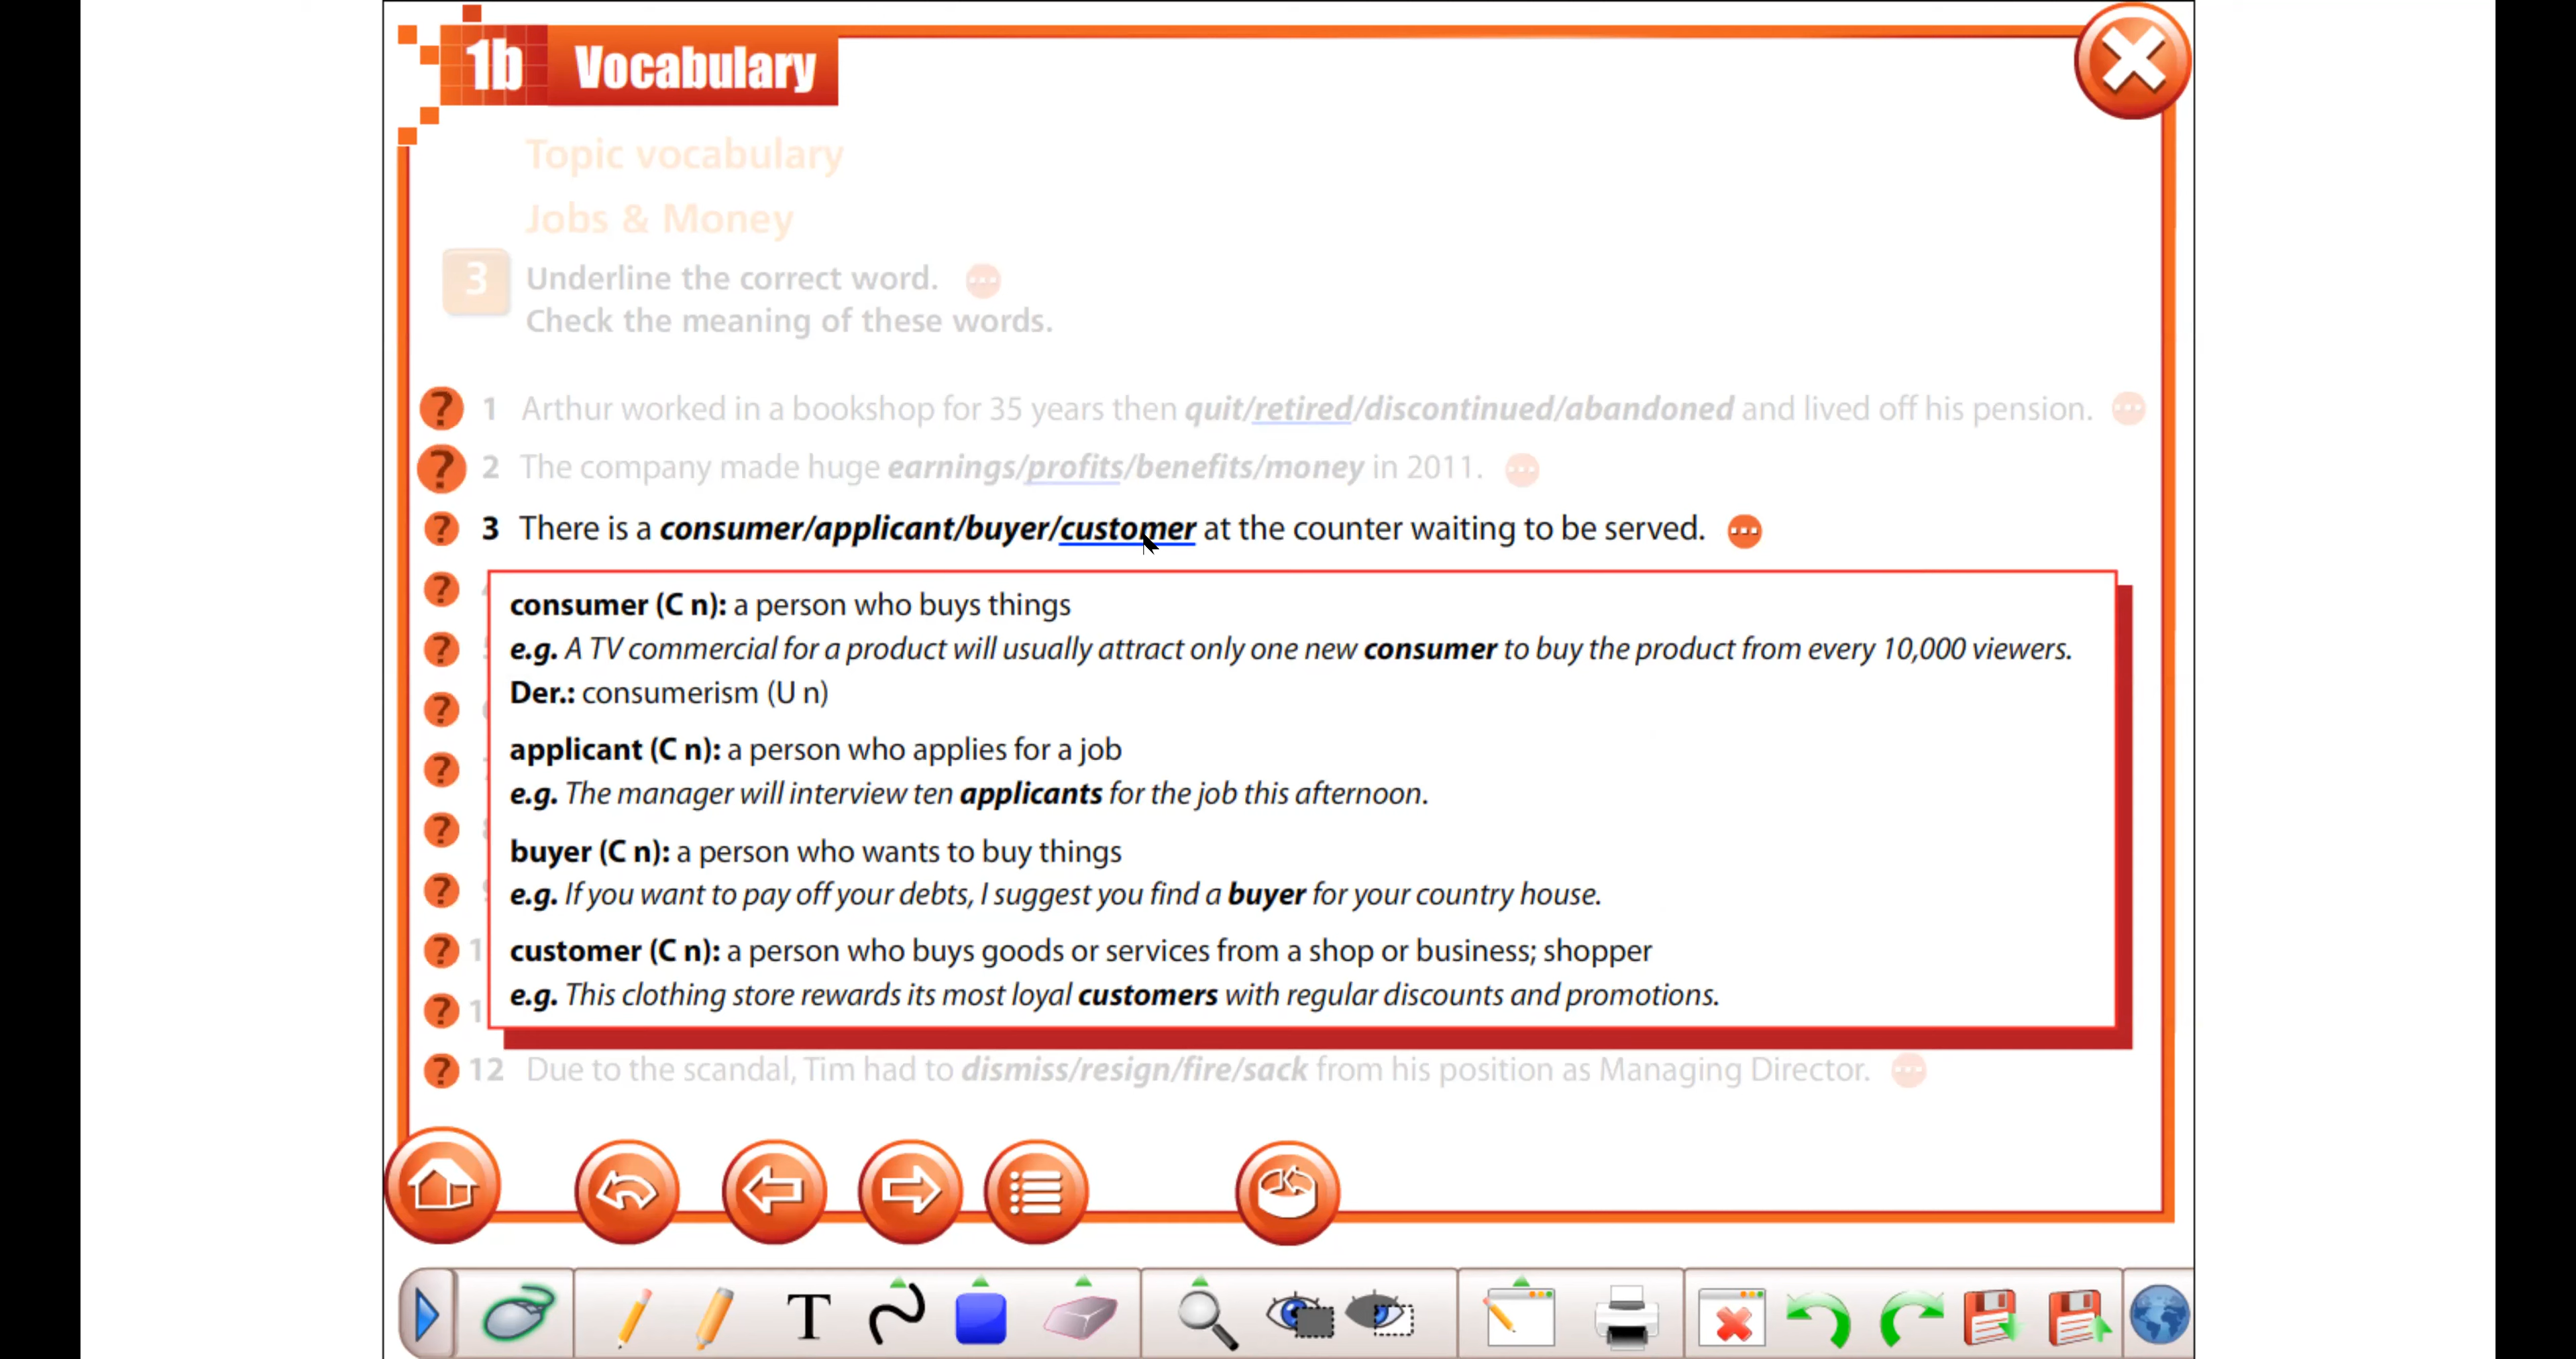 1b Vocabulary
Topic vocabulary
Jobs & Money
3 Underline the correct word.
Check the meaning of these words.
? 1 Arthur worked in a bookshop for 35 years then quit/retired/discontinued/abandoned and lived off his pension.
? 2 The company made huge earnings/profits/benefits/money in 2011.
? 3 There is a consumer/applicant/buyer/customer at the counter waiting to be served.
?
consumer (C n): a person who buys things
?
e.g. A TV commercial for a product will usually attract only one new consumer to buy the product from every 10,000 viewers.
?
Der.: consumerism (U n)
?
applicant (C n): a person who applies for a job
e.g. The manager will interview ten applicants for the job this afternoon.
?
buyer (C n): a person who wants to buy things
?
e.g. If you want to pay off your debts, I suggest you find a buyer for your country house.
? 1
customer (C n): a person who buys goods or services from a shop or business; shopper
? 1
e.g. This clothing store rewards its most loyal customers with regular discounts and promotions.
? 12 Due to the scandal, Tim had to dismiss/resign/fire/sack from his position as Managing Director.
T